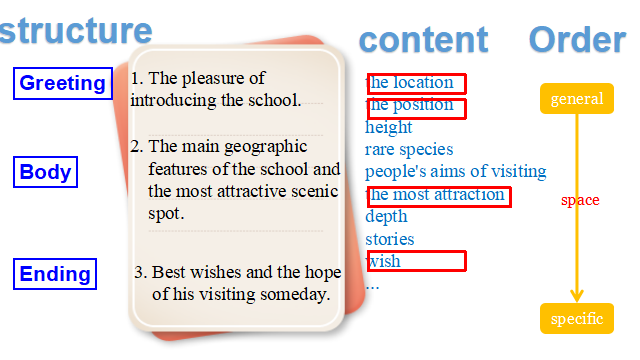 structure
content
Order
Greeting
1. The pleasure of
introducing the school.
Body
2. The main geographic
features of the school and
the most attractive scenic
spot.
Ending
3. Best wishes and the hope
of his visiting someday.
the location
the position
height
rare species
people's aims of visiting
the most attraction
depth
stories
wish
...
general
space
specific